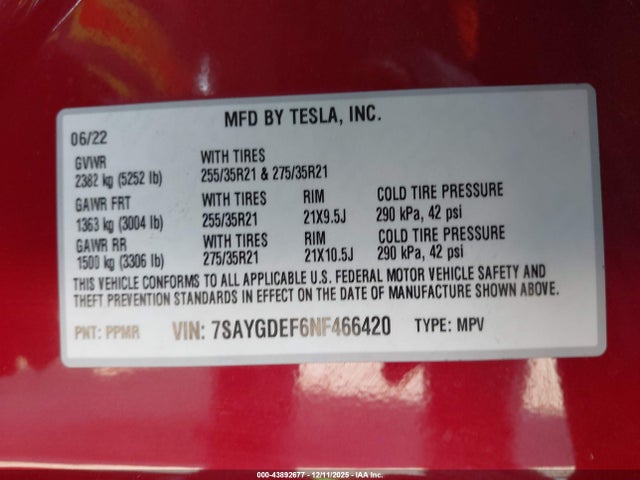 MFD BY TESLA, INC.
06/22
GVWR WITH TIRES
2382 kg (5252 lb) 255/35R21 & 275/35R21
GAWR FRT WITH TIRES RIM COLD TIRE PRESSURE
1363 kg (3004 lb) 255/35R21 21X9.5J 290 kPa, 42 psi
GAWR RR WITH TIRES RIM COLD TIRE PRESSURE
1500 kg (3306 lb) 275/35R21 21X10.5J 290 kPa, 42 psi
THIS VEHICLE CONFORMS TO ALL APPLICABLE U.S. FEDERAL MOTOR VEHICLE SAFETY AND
THEFT PREVENTION STANDARDS IN EFFECT ON THE DATE OF MANUFACTURE SHOWN ABOVE.
PNT: PPMR VIN: 7SAYGDEF6NF466420 TYPE: MPV
000-43892677 - 12/11/2025 - IAA Inc.